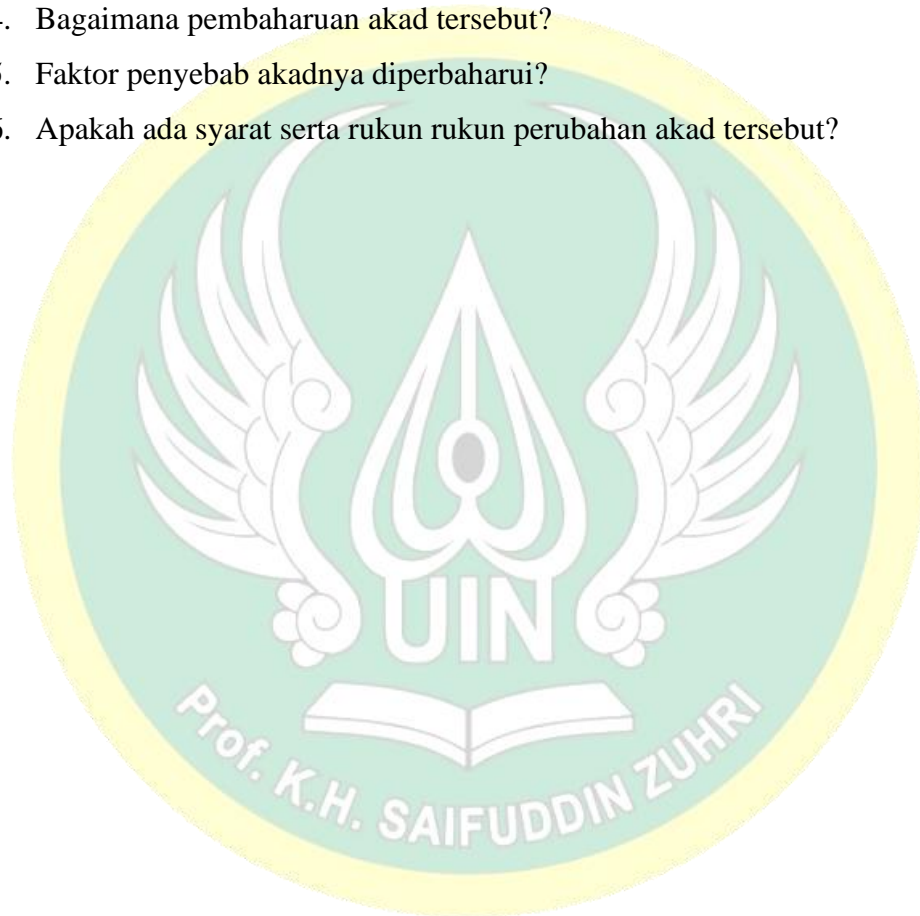 . Bagaimana pembaharuan akad tersebut?
. Faktor penyebab akadnya diperbaharui?
. Apakah ada syarat serta rukun rukun perubahan akad tersebut?
UIN
Prof. K.H. SAIFUDDIN ZUHRI